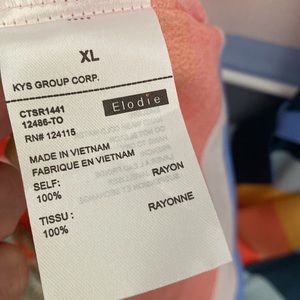 XL
KYS GROUP CORP.
CTSR1441
12486-TO
Elodie
RN# 124115
MADE IN VIETNAM
FABRIQUE EN VIETNAM
SELF:
100% RAYON
TISSU :
100% RAYONNE